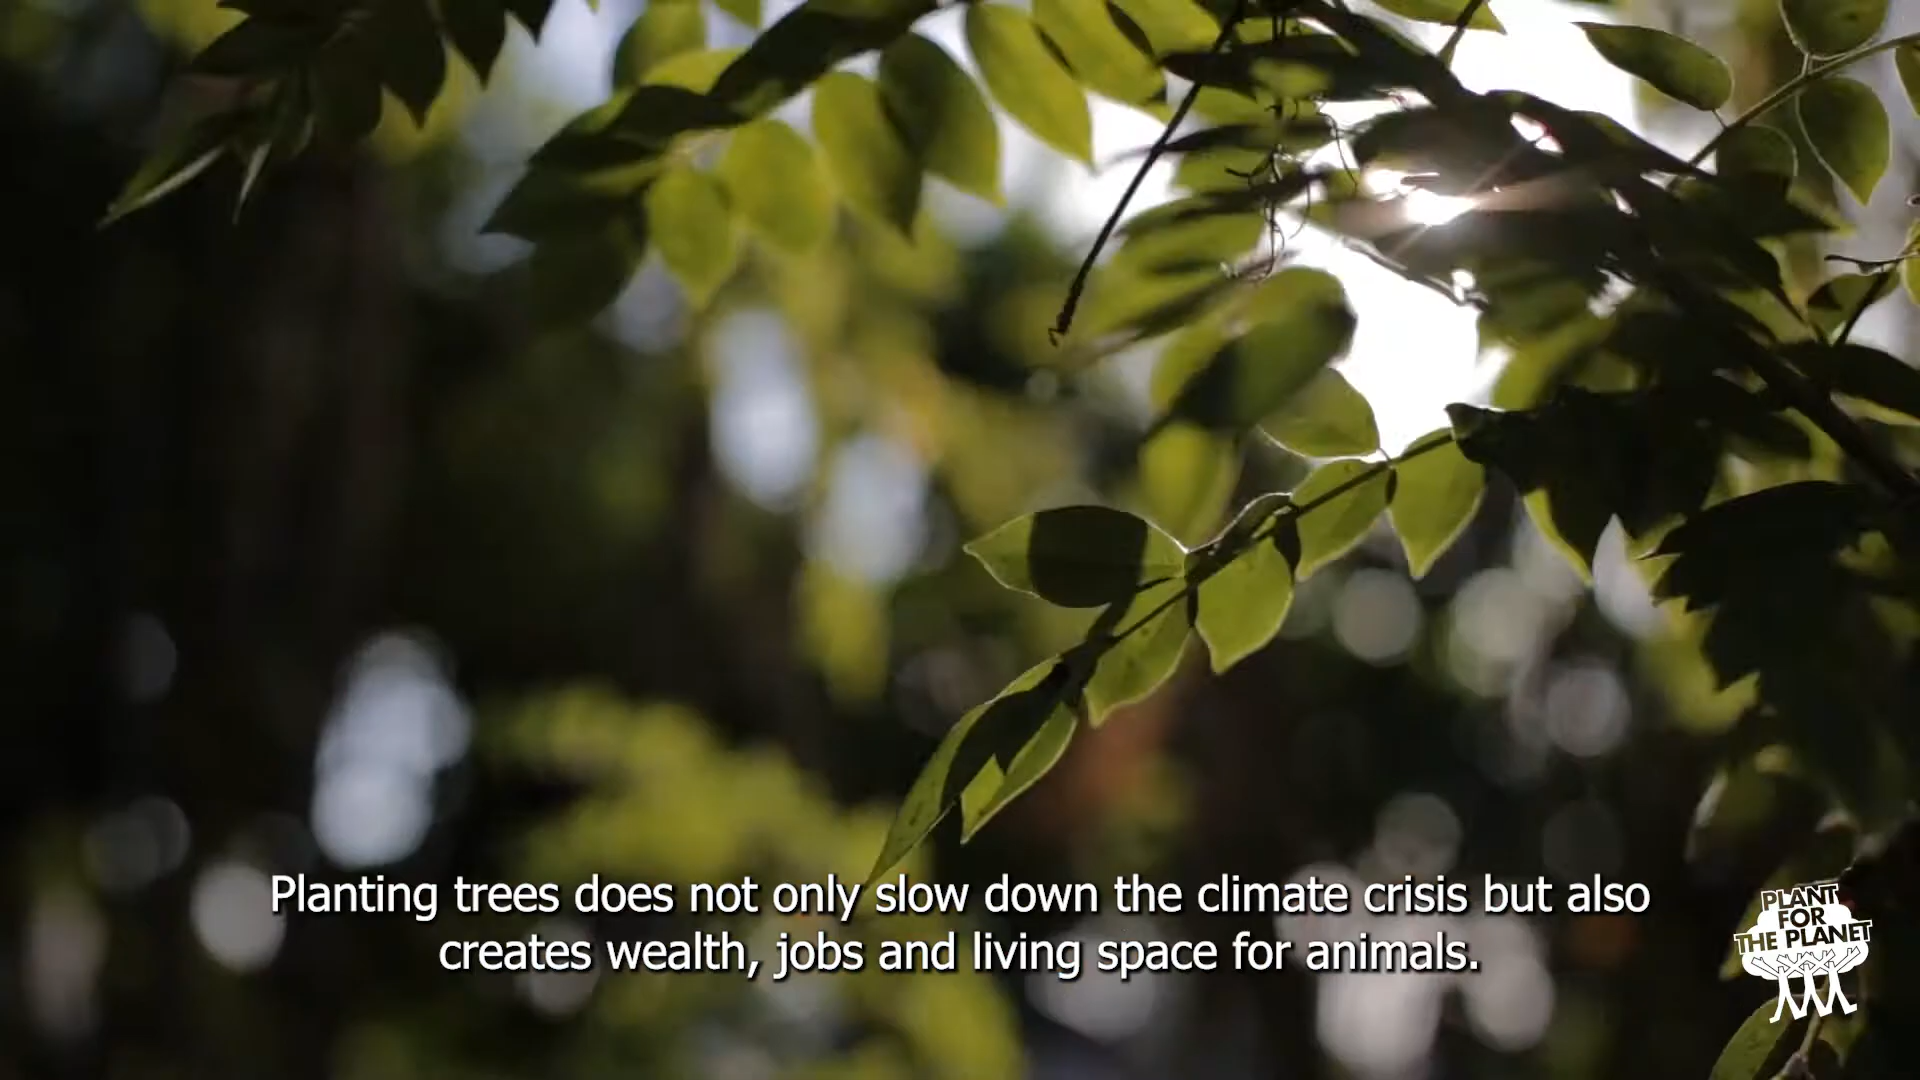 Planting trees does not only slow down the climate crisis but also
creates wealth, jobs and living space for animals.
PLANT
FOR
THE PLANET